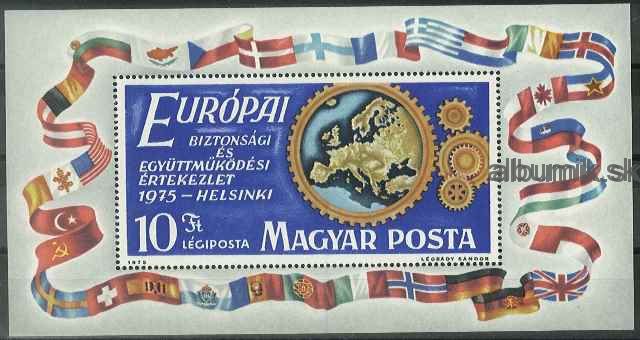 EURÓPAI
BIZTONSÁGI
ÉS
EGYÜTTMŰKÖDÉSI
ÉRTEKEZLET
1975 – HELSINKI
10 Ft
LÉGIPOSTA
MAGYAR POSTA
1975
LÉGRÁDY SÁNDOR
albumik.sk